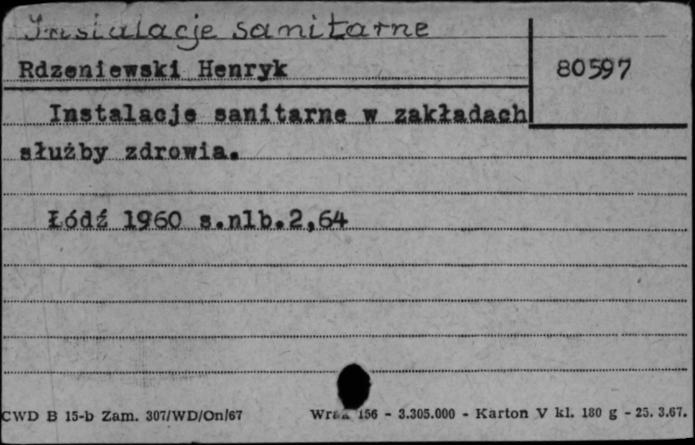 Instalacje sanitarne
Rdzeniewski Henryk
80597
Instalacje sanitarne w zakładach
służby zdrowia.
Łódź 1960 s.nlb.2,64
CWD B 15-b Zam. 307/WD/On/67 156 - 3.305.000 - Karton V kl. 180 g - 25. 3.67.